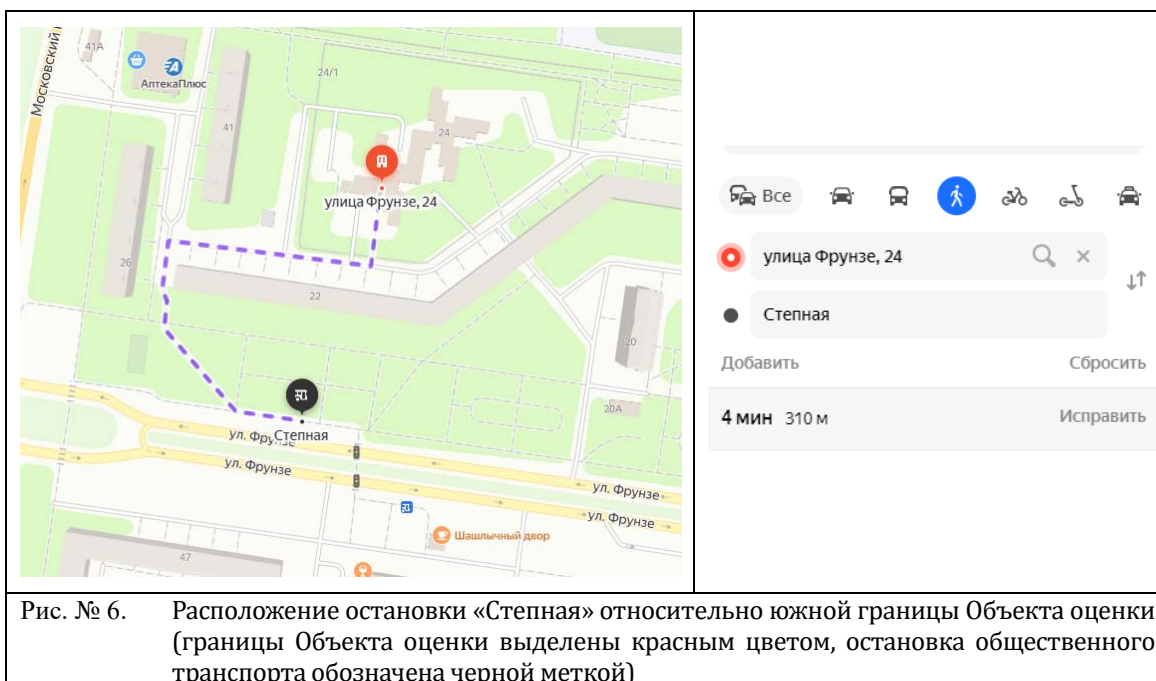 Московский
41А
АптекаПлюс
24/1
41
24
улица Фрунзе, 24
26
22
20
20А
Степная
ул. Фрунзе
ул. Фрунзе
ул. Фрунзе
ул. Фрунзе
Шашлычный двор
47
Все
улица Фрунзе, 24
Степная
Добавить
Сбросить
4 мин 310 м
Исправить
Рис. № 6. Расположение остановки «Степная» относительно южной границы Объекта оценки
(границы Объекта оценки выделены красным цветом, остановка общественного
транспорта обозначена черной меткой)